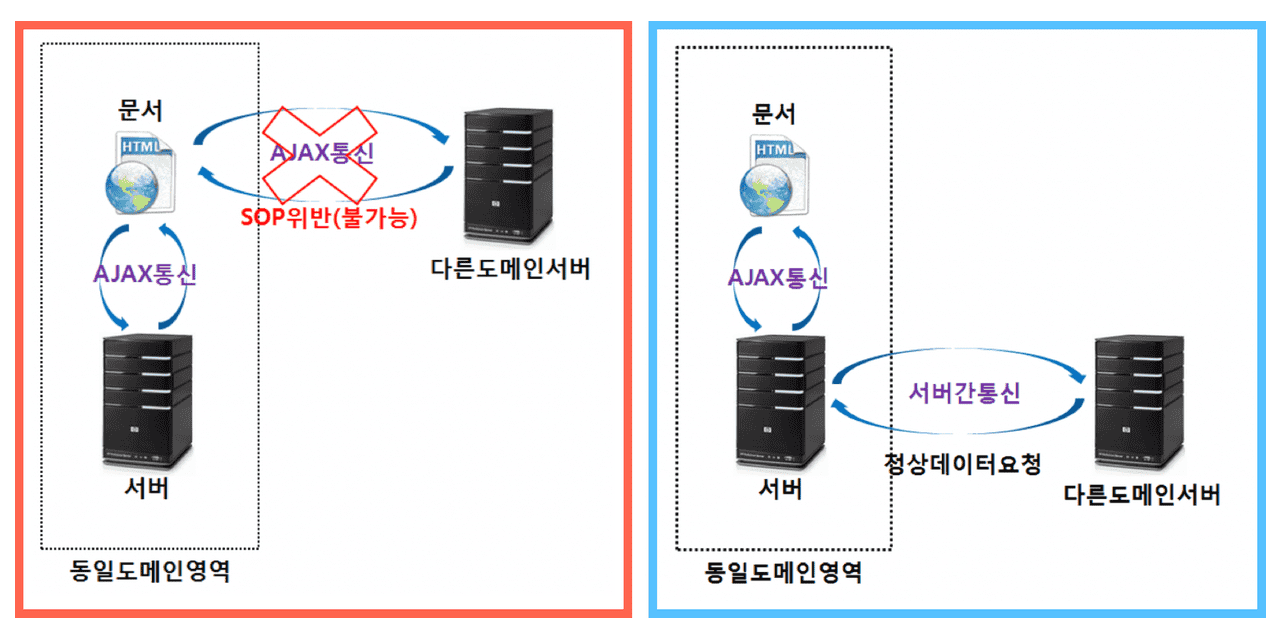 문서
HTML
AJAX통신
SOP위반(불가능)
다른도메인서버
AJAX통신
서버
동일도메인영역
문서
HTML
AJAX통신
서버간통신
정상데이터요청
서버
다른도메인서버
동일도메인영역